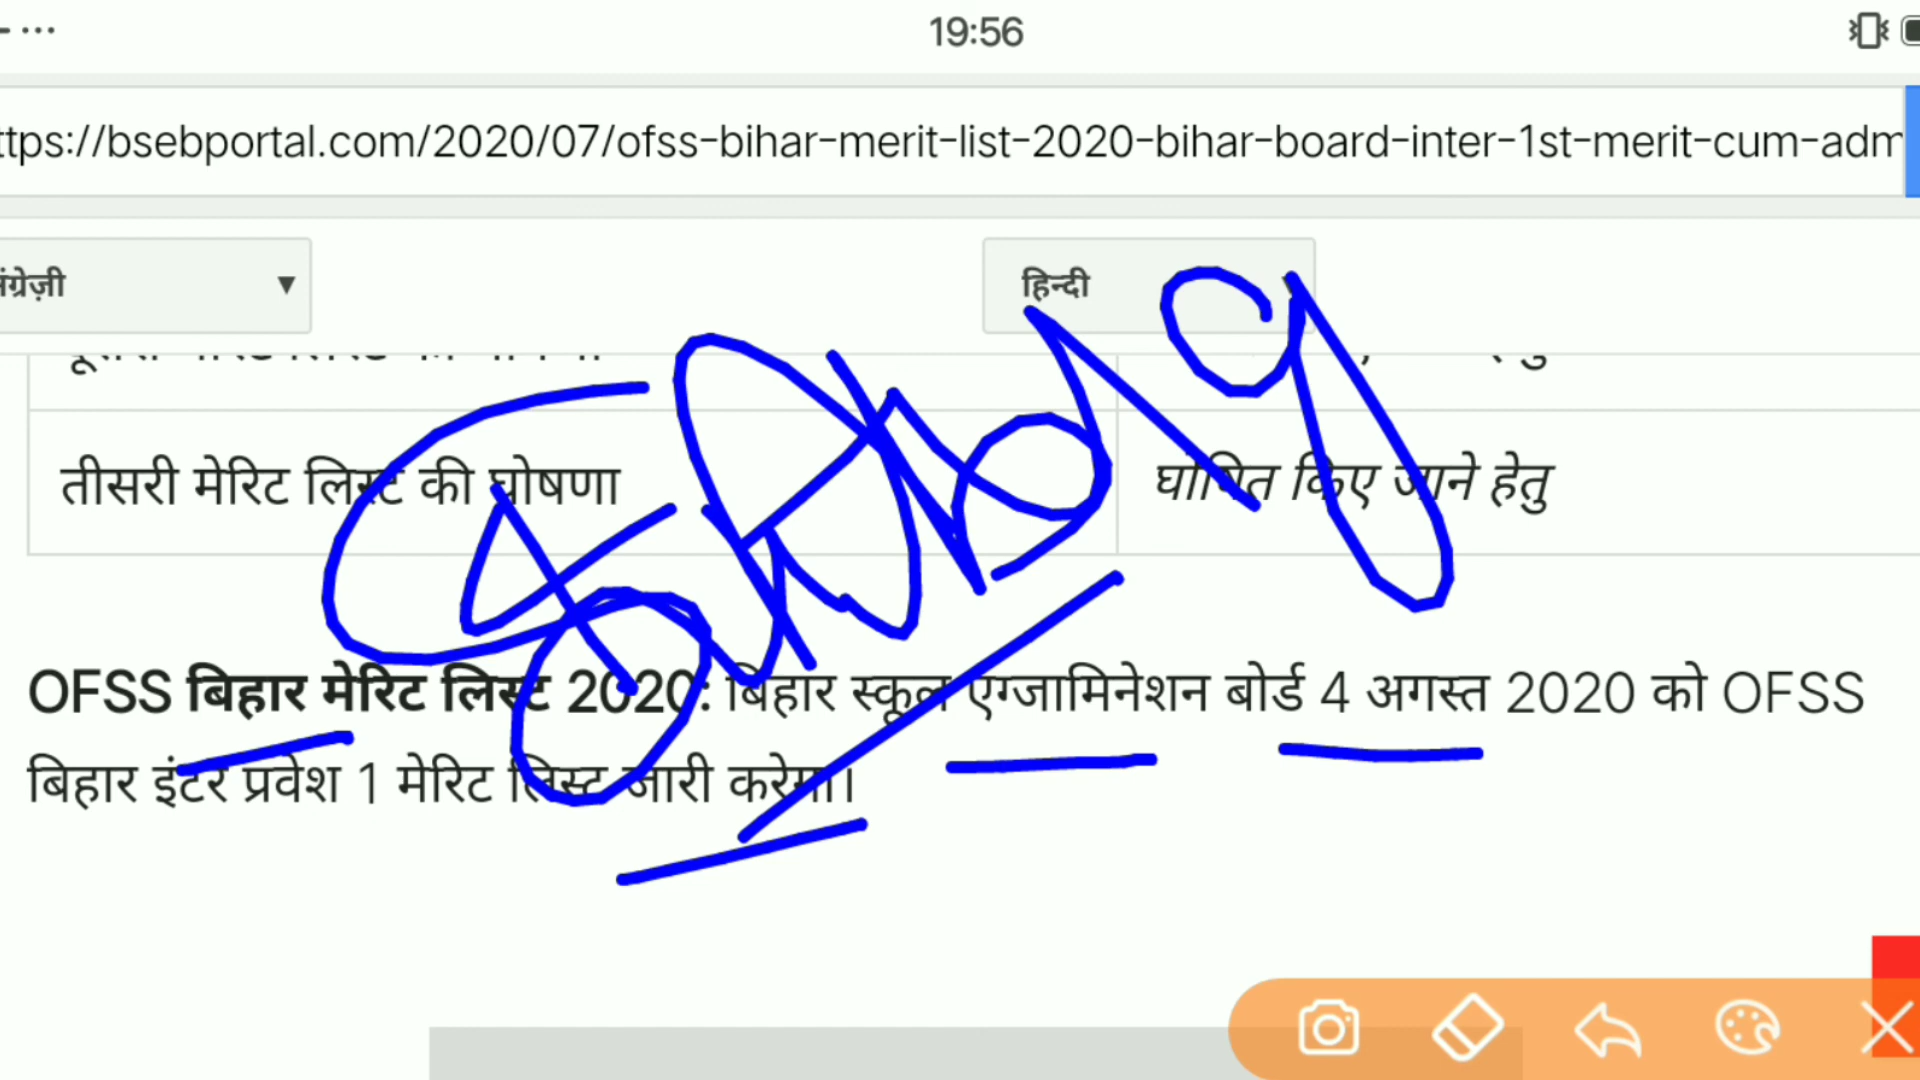 19:56
ttps://bsebportal.com/2020/07/ofss-bihar-merit-list-2020-bihar-board-inter-1st-merit-cum-adm
ंग्रेज़ी ▼ हिन्दी
तीसरी मेरिट लिस्ट की घोषणा घोषित किए जाने हेतु
OFSS बिहार मेरिट लिस्ट 2020: बिहार स्कूल एग्जामिनेशन बोर्ड 4 अगस्त 2020 को OFSS
बिहार इंटर प्रवेश 1 मेरिट लिस्ट जारी करेगा।